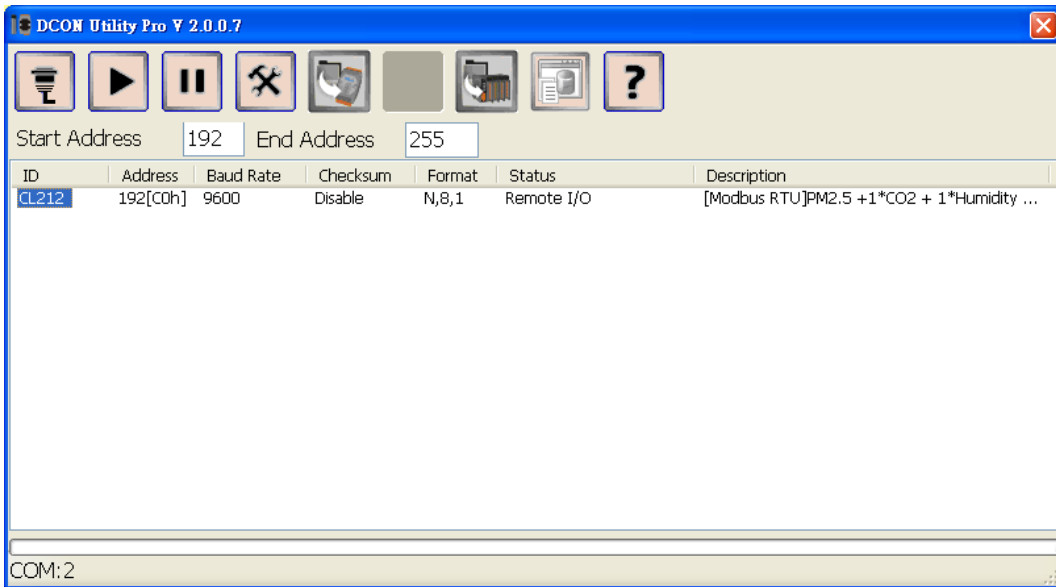 DCON Utility Pro V 2.0.0.7
?
Start Address 192 End Address 255
ID Address Baud Rate Checksum Format Status Description
CL212 192[C0h] 9600 Disable N,8,1 Remote I/O [Modbus RTU]PM2.5 +1*CO2 + 1*Humidity ...
COM:2